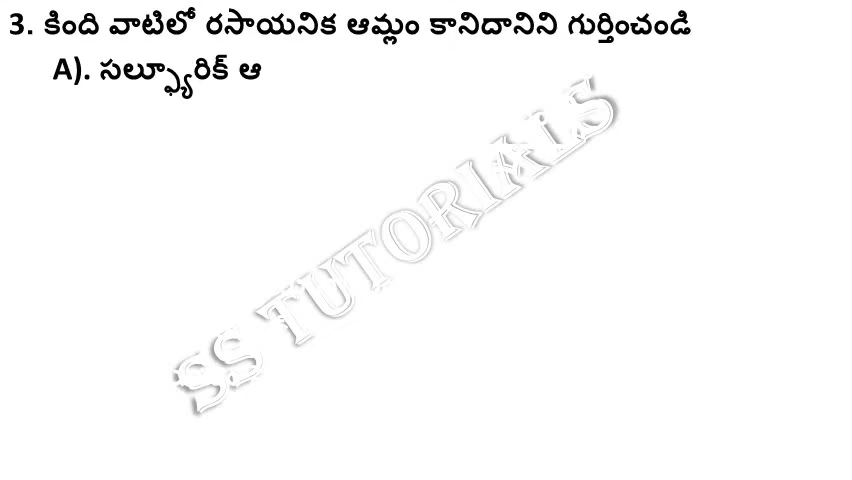 3. కింది వాటిలో రసాయనిక ఆమ్లం కానిదానిని గుర్తించండి
A). సల్ఫ్యూరిక్ ఆ
SS TUTORIALS